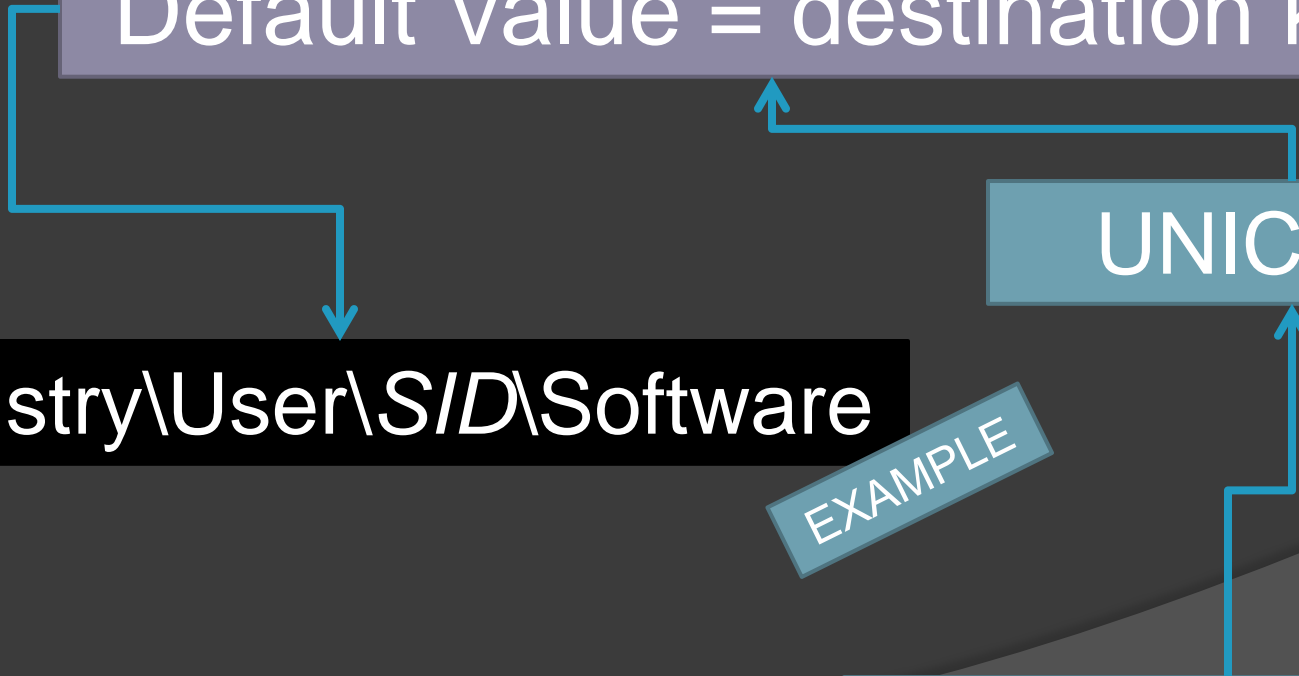 Default value = destination
UNIC
stry\User\SID\Software
EXAMPLE